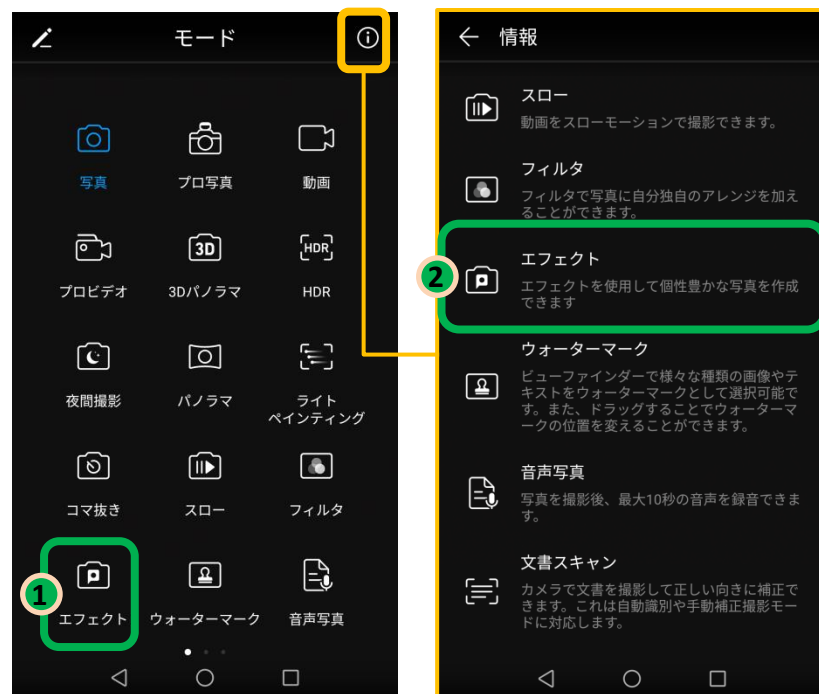 モード
写真
プロ写真
動画
プロビデオ
3D
3Dパノラマ
HDR
HDR
夜間撮影
パノラマ
ライト
ペインティング
コマ抜き
スロー
フィルタ
1
エフェクト
ウォーターマーク
音声写真
情報
スロー
動画をスローモーションで撮影できます。
フィルタ
フィルタで写真に自分独自のアレンジを加え
ることができます。
2
エフェクト
エフェクトを使用して個性豊かな写真を作成
できます
ウォーターマーク
ビューファインダーで様々な種類の画像やテ
キストをウォーターマークとして選択可能で
す。また、ドラッグすることでウォーターマ
ークの位置を変えることができます。
音声写真
写真を撮影後、最大10秒の音声を録音できま
す。
文書スキャン
カメラで文書を撮影して正しい向きに補正で
きます。これは自動識別や手動補正撮影モー
ドに対応します。